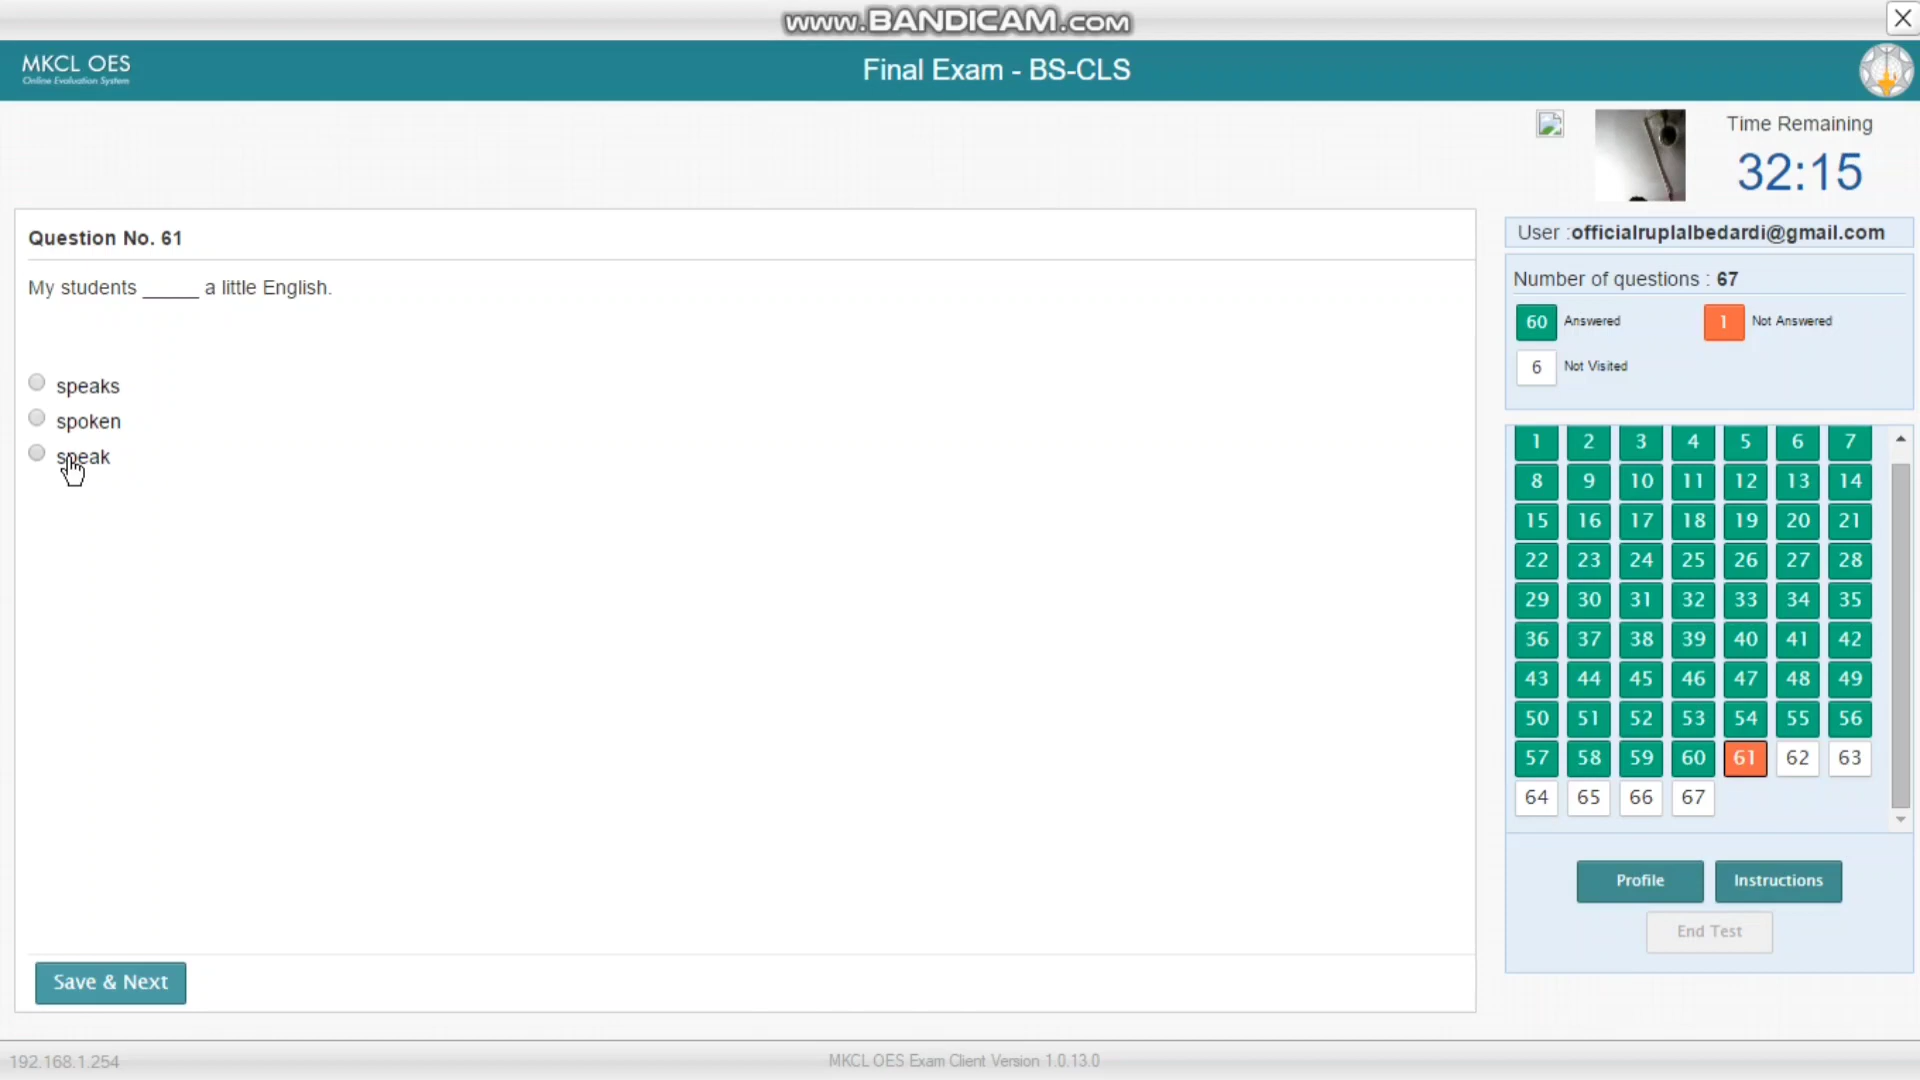 www.BANDICAM.com
MKCL OES
Online Evaluation System
Final Exam - BS-CLS
Time Remaining
32:15
Question No. 61
My students _____ a little English.
speaks
spoken
speak
Save & Next
User :officialruplalbedardi@gmail.com
Number of questions : 67
60 Answered 1 Not Answered
6 Not Visited
1 2 3 4 5 6 7
8 9 10 11 12 13 14
15 16 17 18 19 20 21
22 23 24 25 26 27 28
29 30 31 32 33 34 35
36 37 38 39 40 41 42
43 44 45 46 47 48 49
50 51 52 53 54 55 56
57 58 59 60 61 62 63
64 65 66 67
Profile Instructions
End Test
192.168.1.254
MKCL OES Exam Client Version 1.0.13.0